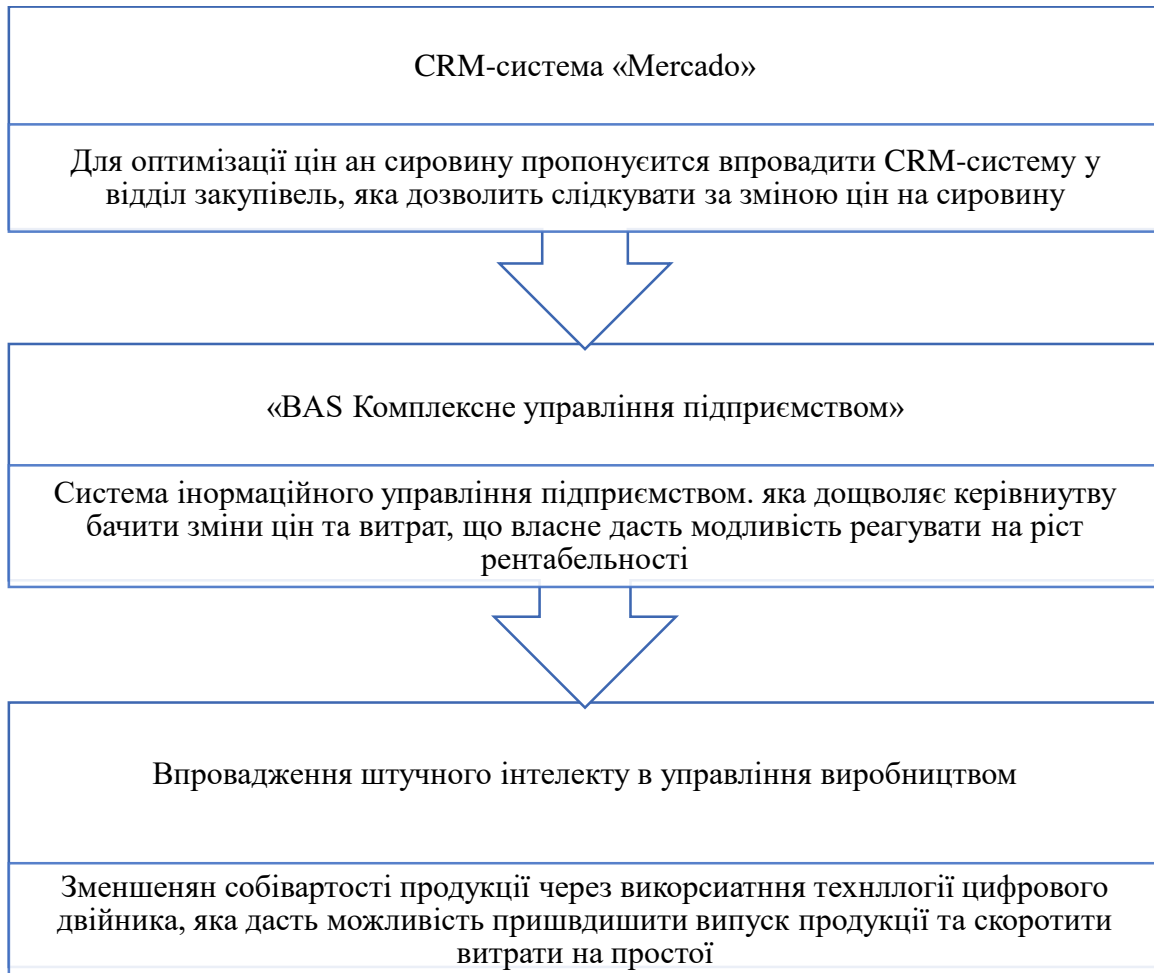 CRM-система «Mercado»
Для оптимізації цін ан сировину пропонуєится впровадити CRM-систему у
відділ закупівель, яка дозволить слідкувати за зміною цін на сировину
«BAS Комплексне управління підприємством»
Система інормаційного управління підприємством. яка дощволяє керівниутву
бачити зміни цін та витрат, що власне дасть модливість реагувати на ріст
рентабельності
Впровадження штучного інтелекту в управління виробництвом
Зменшенян собівартості продукції через викорсиатння технллогії цифрового
двійника, яка дасть можливість пришвдишити випуск продукції та скоротити
витрати на простої